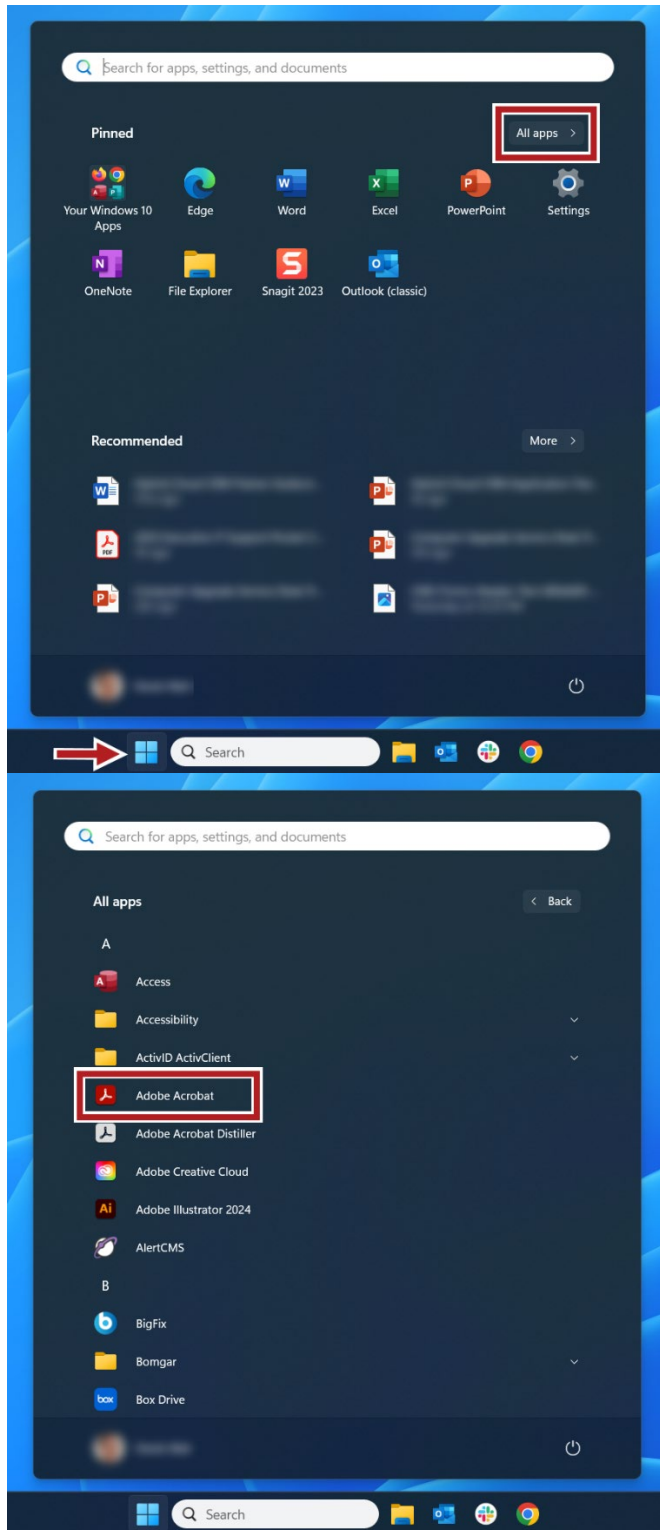 Search for apps, settings, and documents
Pinned
All apps >
Your Windows 10 Apps
Edge
Word
Excel
PowerPoint
Settings
OneNote
File Explorer
Snagit 2023
Outlook (classic)
Recommended
More >
PDF
Search
Search for apps, settings, and documents
All apps
< Back
A
Access
Accessibility
ActivID ActivClient
Adobe Acrobat
Adobe Acrobat Distiller
Adobe Creative Cloud
Ai Adobe Illustrator 2024
AlertCMS
B
BigFix
Bomgar
box Box Drive
Search